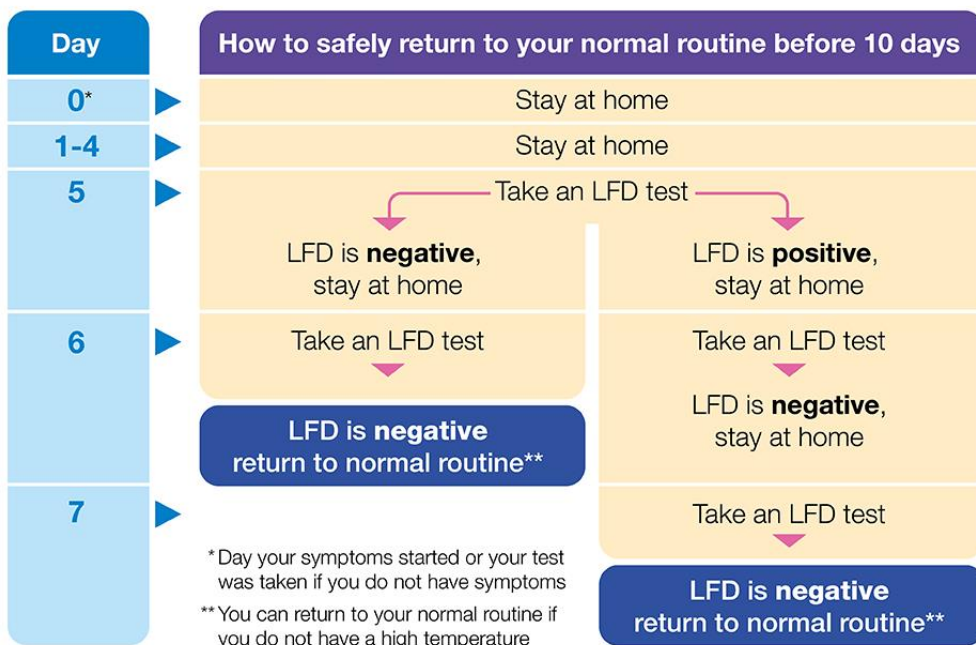 Day
How to safely return to your normal routine before 10 days
0*
Stay at home
1-4
Stay at home
5
Take an LFD test
LFD is negative,
stay at home
LFD is positive,
stay at home
6
Take an LFD test
LFD is negative
return to normal routine**
Take an LFD test
LFD is negative,
stay at home
7
Take an LFD test
LFD is negative
return to normal routine**
* Day your symptoms started or your test
was taken if you do not have symptoms
** You can return to your normal routine if
you do not have a high temperature